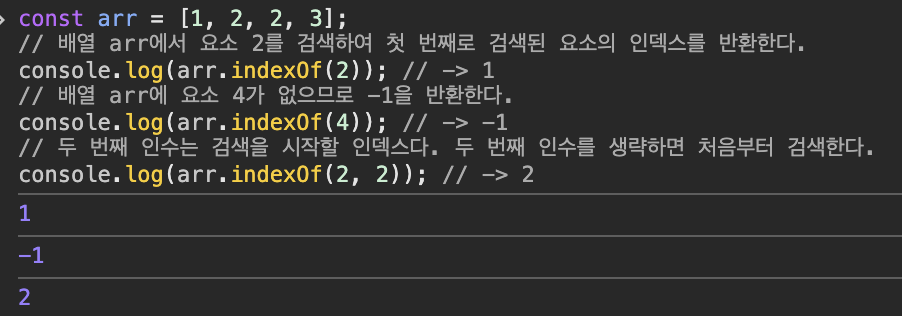 const arr = [1, 2, 2, 3];
// 배열 arr에서 요소 2를 검색하여 첫 번째로 검색된 요소의 인덱스를 반환한다.
console.log(arr.indexOf(2)); // -> 1
// 배열 arr에 요소 4가 없으므로 -1을 반환한다.
console.log(arr.indexOf(4)); // -> -1
// 두 번째 인수는 검색을 시작할 인덱스다. 두 번째 인수를 생략하면 처음부터 검색한다.
console.log(arr.indexOf(2, 2)); // -> 2
1
-1
2